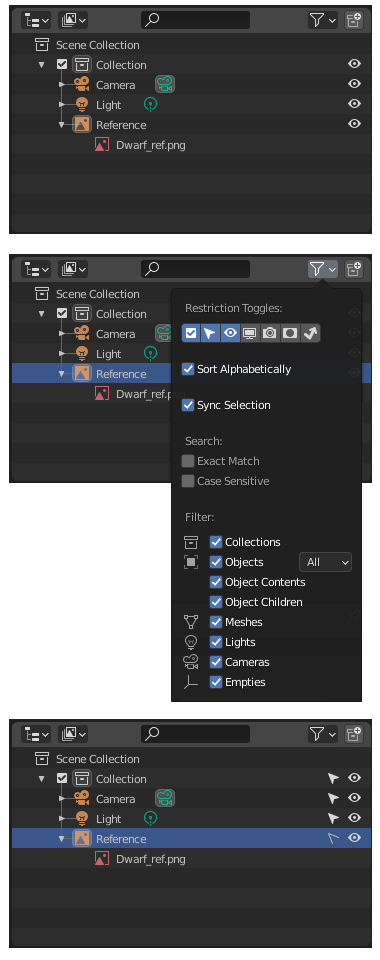 Scene Collection
Collection
Camera
Light
Reference
Dwarf_ref.png
Scene Collection
Collection
Camera
Light
Reference
Dwarf_ref.p
Restriction Toggles:
Sort Alphabetically
Sync Selection
Search:
Exact Match
Case Sensitive
Filter:
Collections
Objects All
Object Contents
Object Children
Meshes
Lights
Cameras
Empties
Scene Collection
Collection
Camera
Light
Reference
Dwarf_ref.png